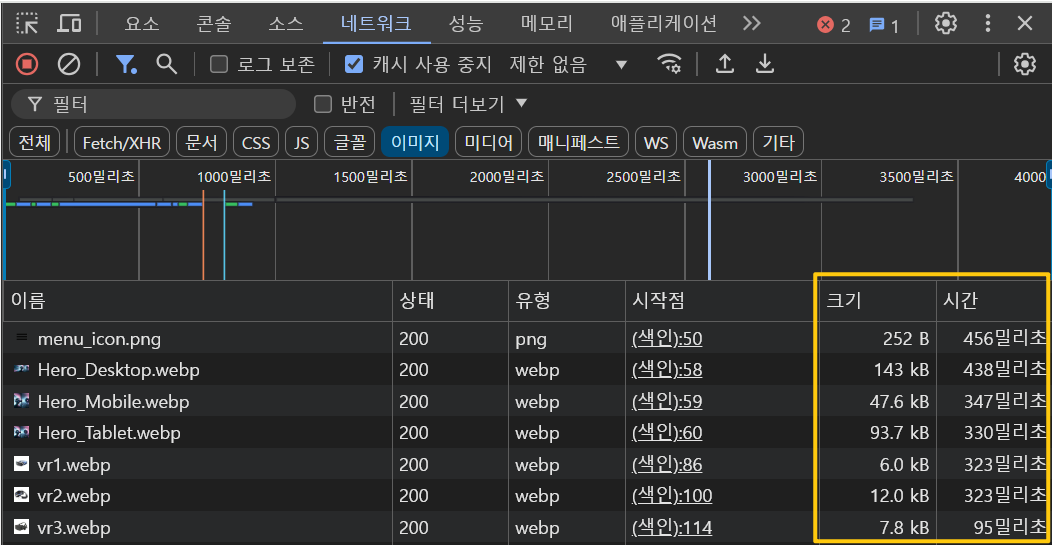 요소 콘솔 소스 네트워크 성능 메모리 애플리케이션 2 1
로그 보존 캐시 사용 중지 제한 없음
필터 반전 필터 더보기
전체 Fetch/XHR 문서 CSS JS 글꼴 이미지 미디어 매니페스트 WS Wasm 기타
500밀리초 1000밀리초 1500밀리초 2000밀리초 2500밀리초 3000밀리초 3500밀리초 4000
이름 상태 유형 시작점 크기 시간
menu_icon.png 200 png (색인):50 252 B 456밀리초
Hero_Desktop.webp 200 webp (색인):58 143 kB 438밀리초
Hero_Mobile.webp 200 webp (색인):59 47.6 kB 347밀리초
Hero_Tablet.webp 200 webp (색인):60 93.7 kB 330밀리초
vr1.webp 200 webp (색인):86 6.0 kB 323밀리초
vr2.webp 200 webp (색인):100 12.0 kB 323밀리초
vr3.webp 200 webp (색인):114 7.8 kB 95밀리초